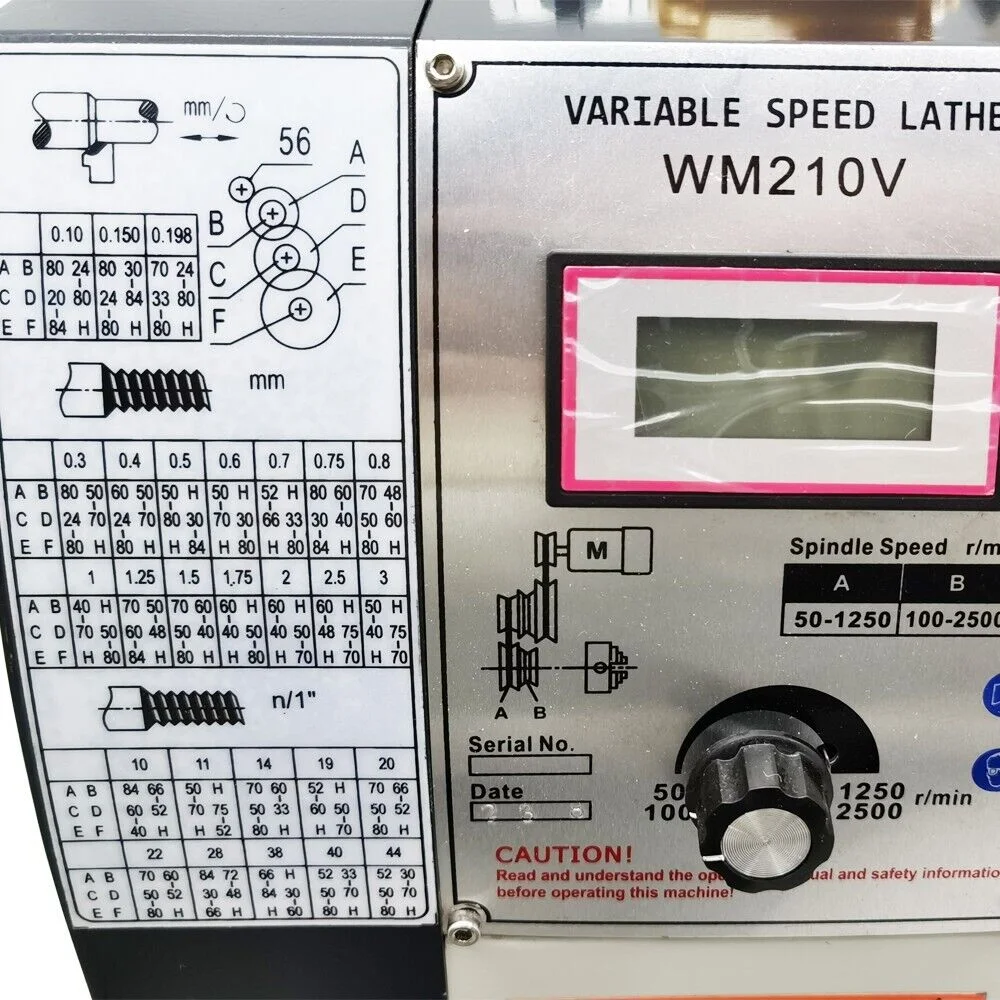 mm/
56
A
D
B
E
C
F
0.10 0.150 0.198
A B 80 24 80 30 70 24
C D 20 80 24 84 33 80
E F 84 H 80 H 80 H
mm
0.3 0.4 0.5 0.6 0.7 0.75 0.8
A B 80 50 60 50 50 H 50 H 52 H 80 60 70 48
C D 24 70 24 70 80 30 70 30 66 33 30 40 50 60
E F 80 H 80 H H 84 H 80 H 80 84 H 80 H
1 1.25 1.5 1.75 2 2.5 3
A B 40 H 70 50 70 60 60 H 60 H 60 H 50 H
C D 70 50 60 48 50 40 40 50 40 50 48 75 40 75
E F H 80 84 H 80 H H 80 H 70 H 70 H 70
n/1"
10 11 14 19 20
A B 84 66 50 H 70 60 52 H 70 66
C D 60 52 70 75 50 33 60 50 50 52
E F 40 H H 52 80 H H 70 80 H
22 28 38 40 44
A B 70 60 84 72 66 H 52 33 52 30
C D 50 52 30 48 84 30 50 70 50 70
E F 80 H 66 H H 60 80 H 80 H
VARIABLE SPEED LATHE
WM210V
M
A B
Spindle Speed r/m
A B
50-1250 100-2500
Serial No.
Date
50 1250
100 2500
r/min
CAUTION!
Read and understand the and safety
before operating this machine!